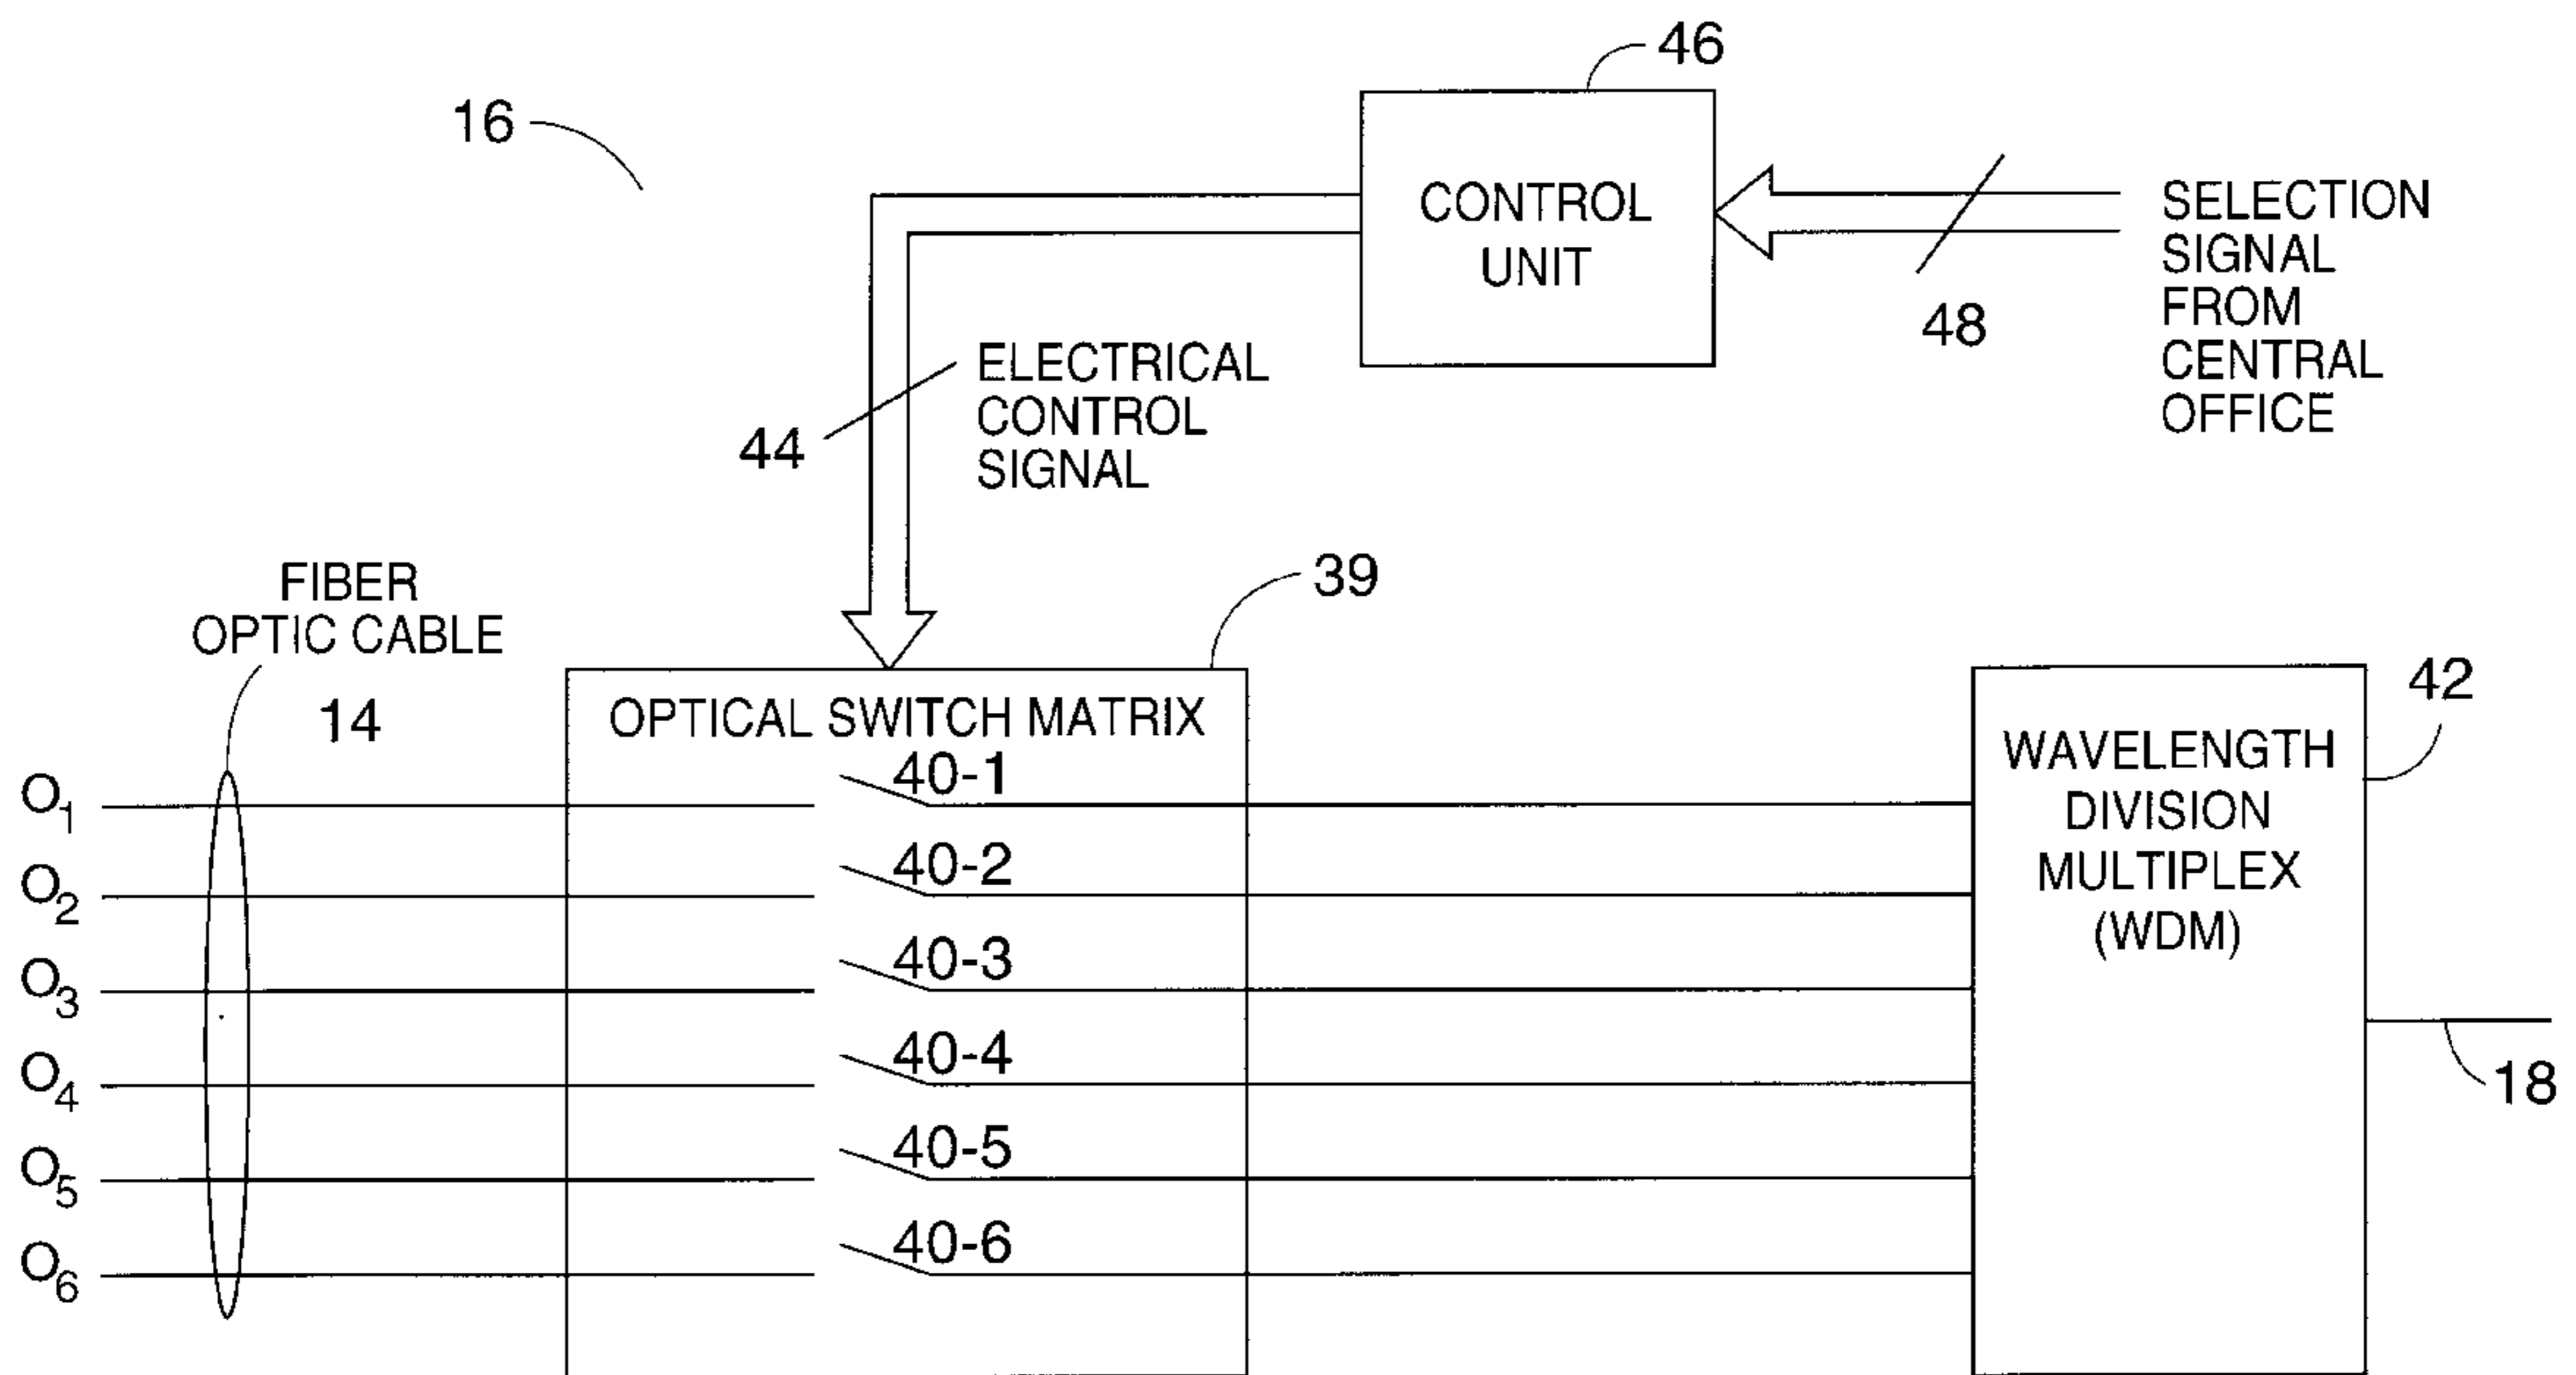 46
16
CONTROL
UNIT
SELECTION
SIGNAL
FROM
CENTRAL
OFFICE
48
ELECTRICAL
CONTROL
SIGNAL
44
FIBER
OPTIC CABLE
14
39
42
OPTICAL SWITCH MATRIX
WAVELENGTH
DIVISION
MULTIPLEX
(WDM)
O1
40-1
O2
40-2
O3
40-3
O4
40-4
O5
40-5
O6
40-6
18